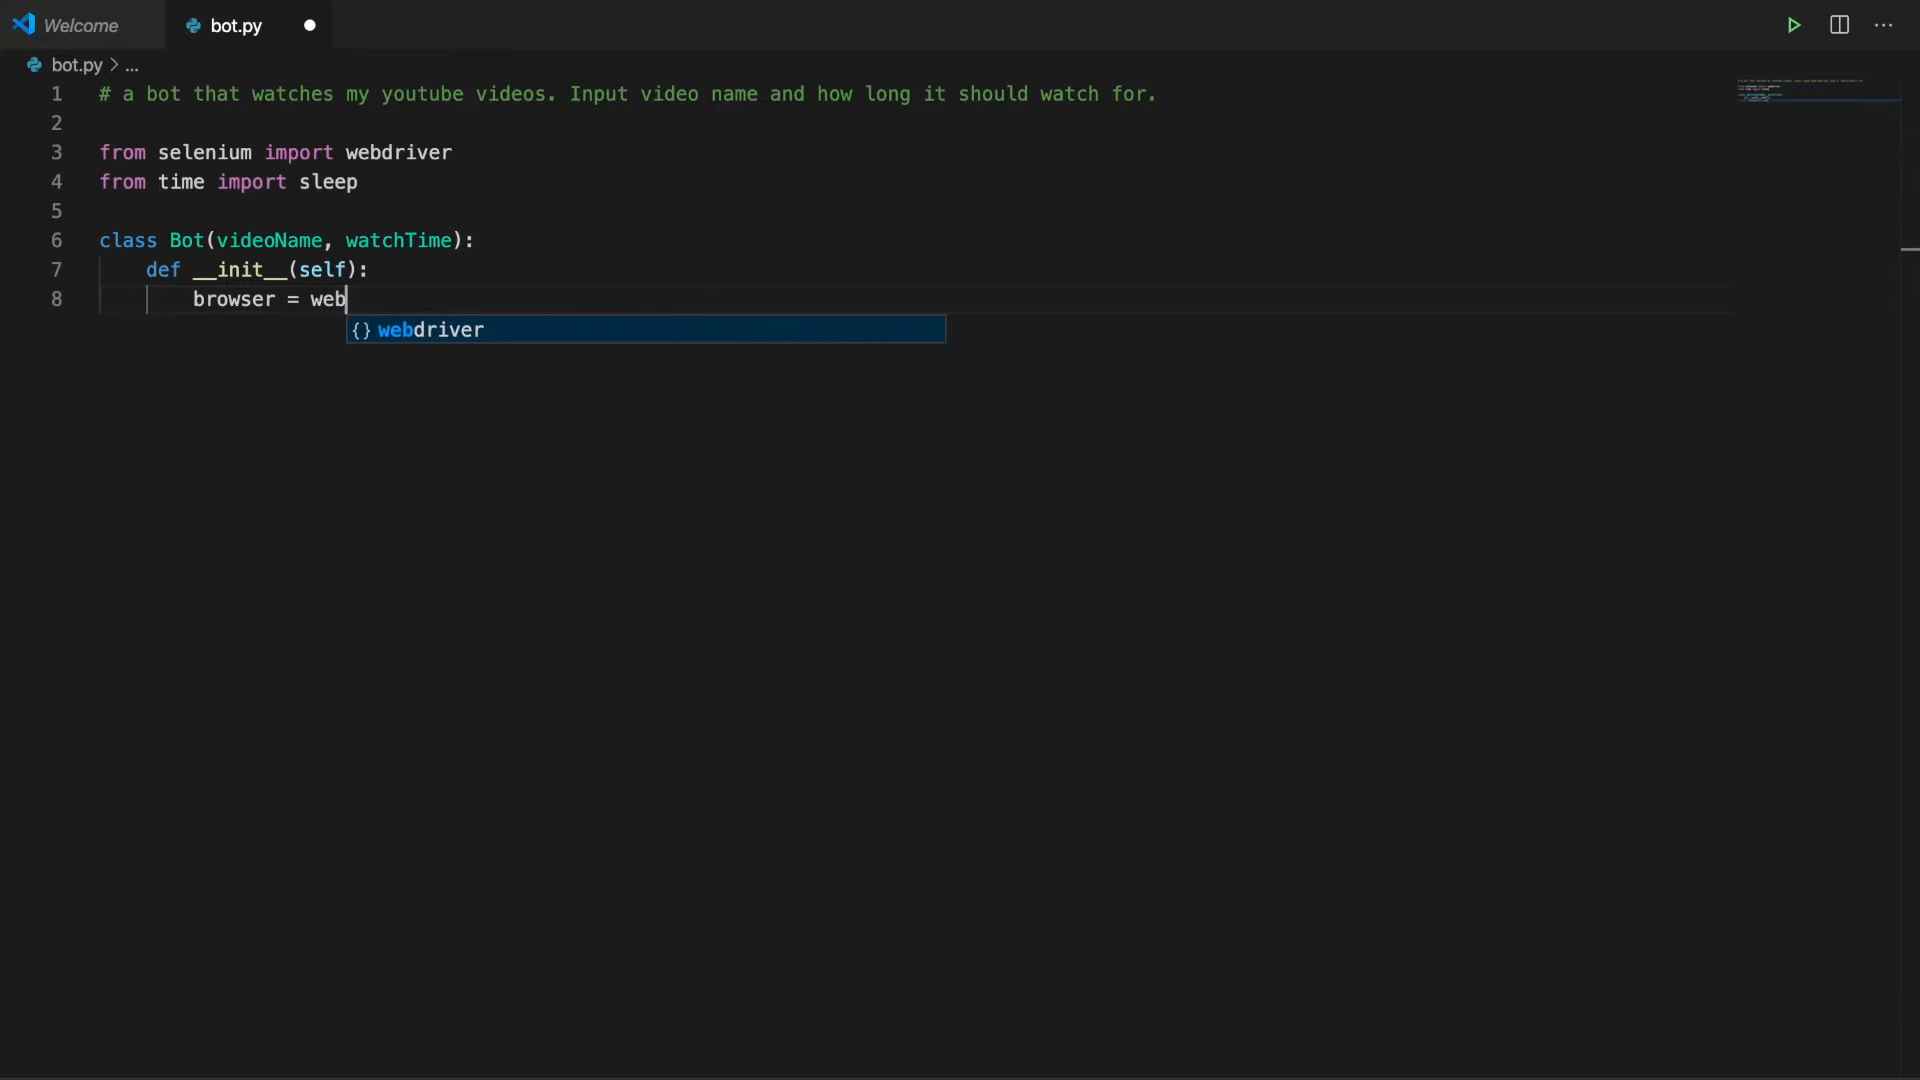 Welcome
bot.py
bot.py > ...
1 # a bot that watches my youtube videos. Input video name and how long it should watch for.
2
3 from selenium import webdriver
4 from time import sleep
5
6 class Bot(videoName, watchTime):
7 def __init__(self):
8 browser = web
{} webdriver